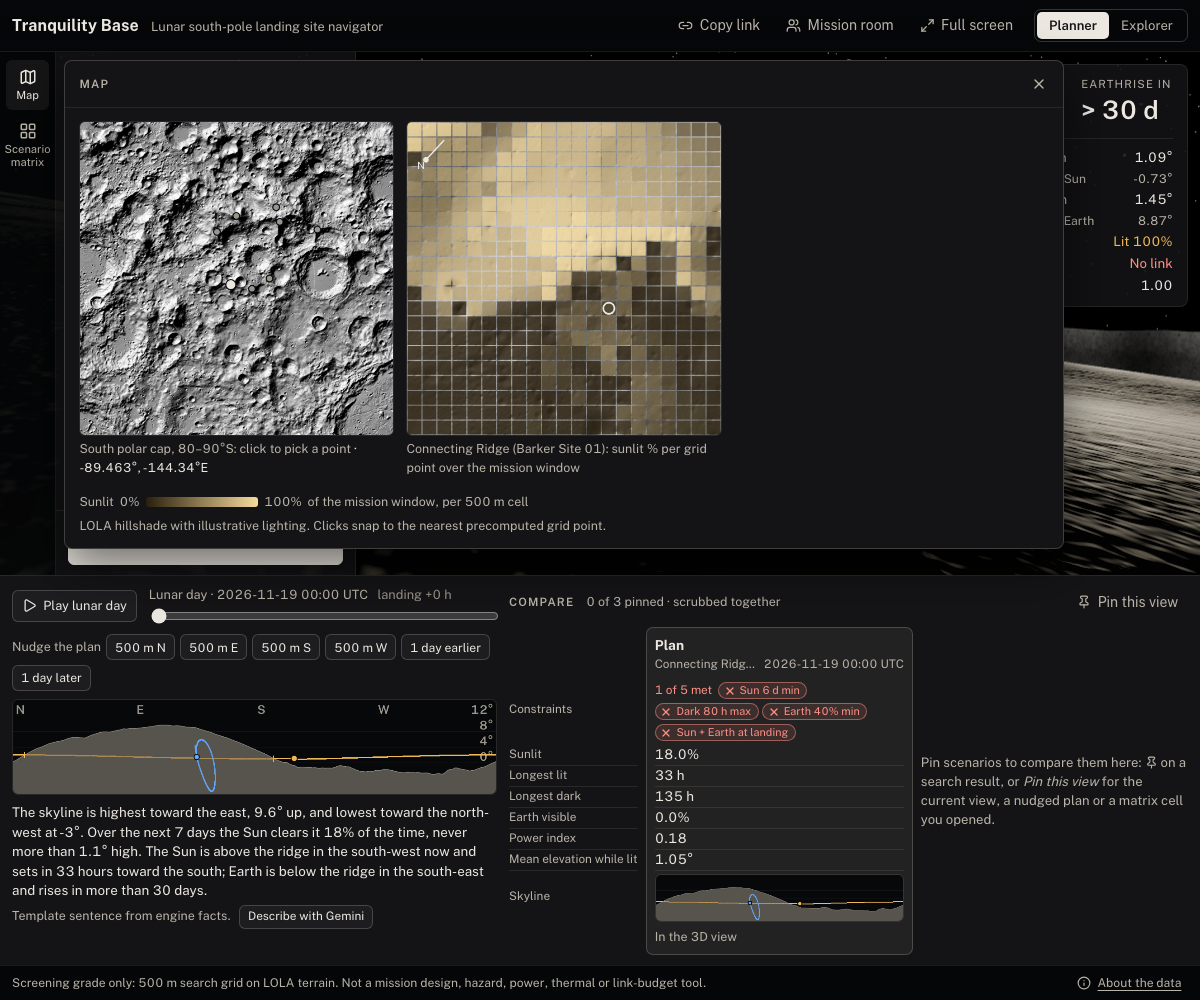 Tranquility Base Lunar south-pole landing site navigator
Copy link
Mission room
Full screen
Planner
Explorer
Map
Scenario matrix
MAP
N
South polar cap, 80–90°S: click to pick a point ·
-89.463°, -144.34°E
Connecting Ridge (Barker Site 01): sunlit % per grid
point over the mission window
Sunlit 0% 100% of the mission window, per 500 m cell
LOLA hillshade with illustrative lighting. Clicks snap to the nearest precomputed grid point.
EARTHRISE IN
> 30 d
1.09°
Sun -0.73°
1.45°
Earth 8.87°
Lit 100%
No link
1.00
Play lunar day
Lunar day · 2026-11-19 00:00 UTC landing +0 h
Nudge the plan 500 m N 500 m E 500 m S 500 m W 1 day earlier
1 day later
N E S W 12°
8°
4°
0°
The skyline is highest toward the east, 9.6° up, and lowest toward the north-
west at -3°. Over the next 7 days the Sun clears it 18% of the time, never
more than 1.1° high. The Sun is above the ridge in the south-west now and
sets in 33 hours toward the south; Earth is below the ridge in the south-east
and rises in more than 30 days.
Template sentence from engine facts. Describe with Gemini
COMPARE 0 of 3 pinned · scrubbed together
Pin this view
Plan
Connecting Ridg... 2026-11-19 00:00 UTC
Constraints
1 of 5 met Sun 6 d min
Dark 80 h max Earth 40% min
Sun + Earth at landing
Sunlit 18.0%
Longest lit 33 h
Longest dark 135 h
Earth visible 0.0%
Power index 0.18
Mean elevation while lit 1.05°
Skyline
In the 3D view
Pin scenarios to compare them here: on a
search result, or Pin this view for the
current view, a nudged plan or a matrix cell
you opened.
Screening grade only: 500 m search grid on LOLA terrain. Not a mission design, hazard, power, thermal or link-budget tool.
About the data